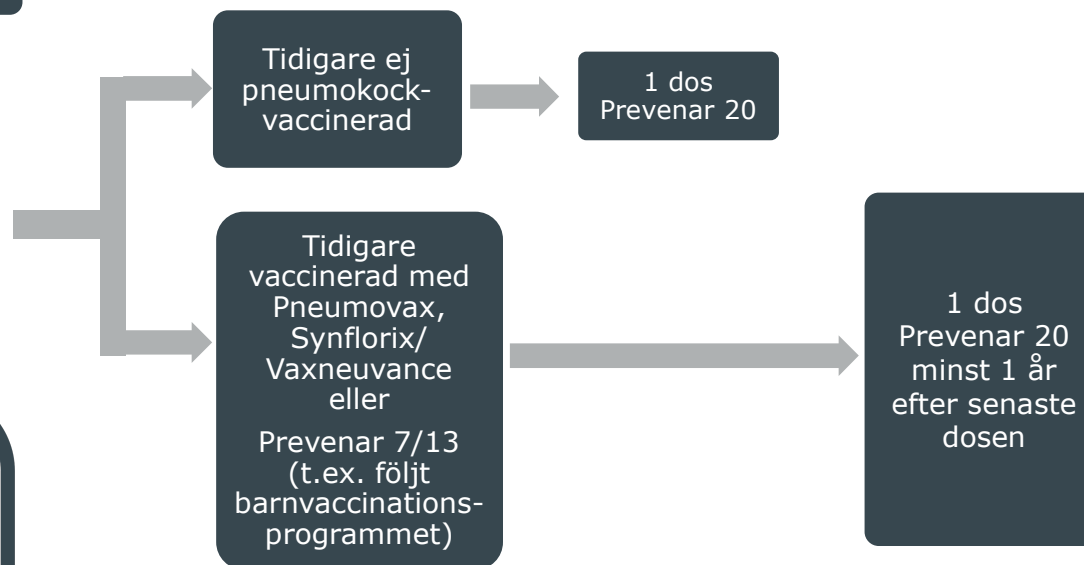 Tidigare ej
pneumokock-
vaccinerad
1 dos
Prevenar 20
Tidigare
vaccinerad med
Pneumovax,
Synflorix/
Vaxneuvance
eller
Prevenar 7/13
(t.ex. följt
barnvaccinations-
programmet)
1 dos
Prevenar 20
minst 1 år
efter senaste
dosen